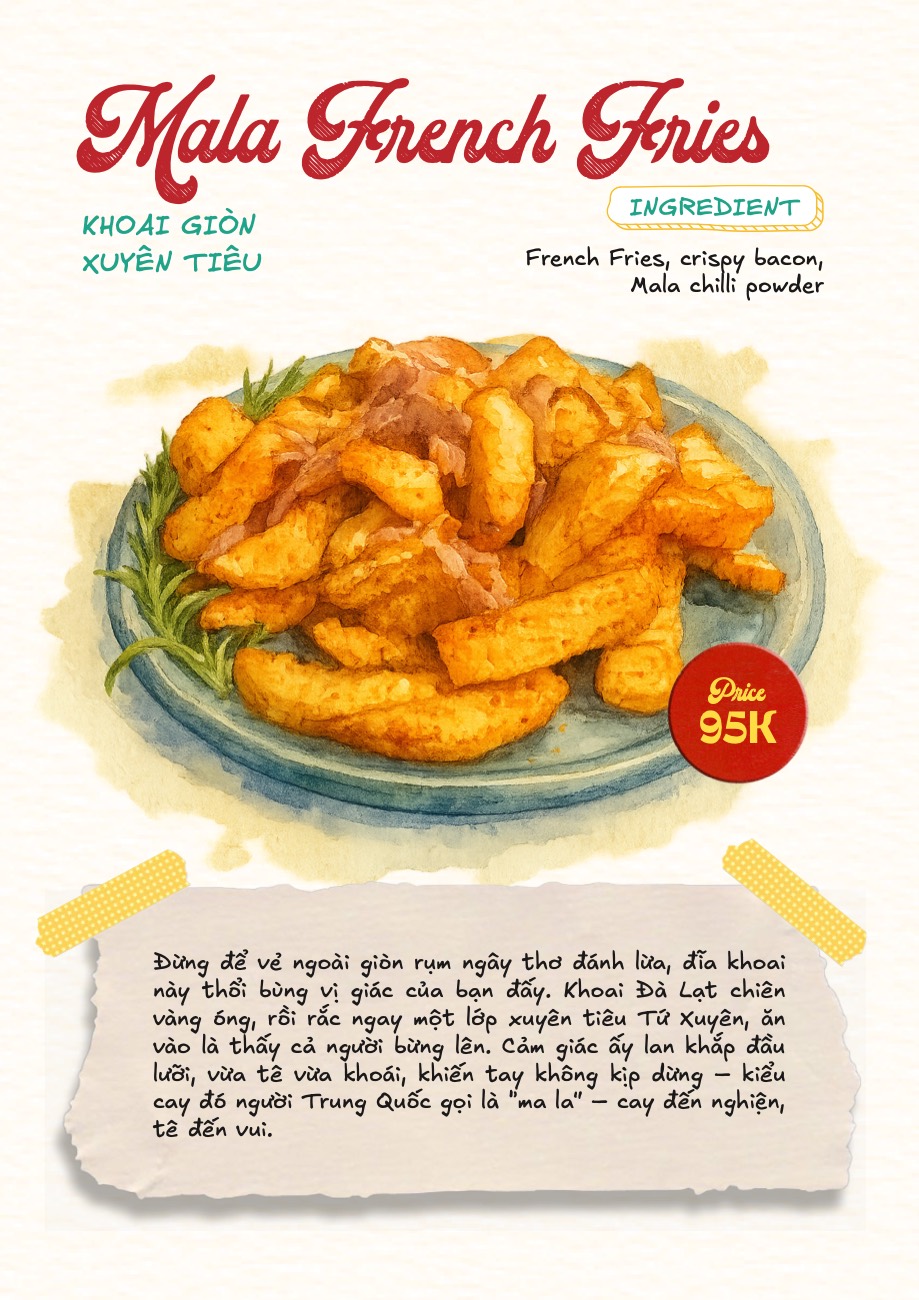 Mala French Fries
KHOAI GIÒN
XUYÊN TIÊU
INGREDIENT
French Fries, crispy bacon,
Mala chilli powder
Price
95K
Đừng để vẻ ngoài giòn rụm ngây thơ đánh lừa, đĩa khoai
này thổi bùng vị giác của bạn đấy. Khoai Đà Lạt chiên
vàng óng, rồi rắc ngay một lớp xuyên tiêu Tứ Xuyên, ăn
vào là thấy cả người bừng lên. Cảm giác ấy lan khắp đầu
lưỡi, vừa tê vừa khoái, khiến tay không kịp dừng — kiểu
cay đó người Trung Quốc gọi là "ma la" — cay đến nghiện,
tê đến vui.